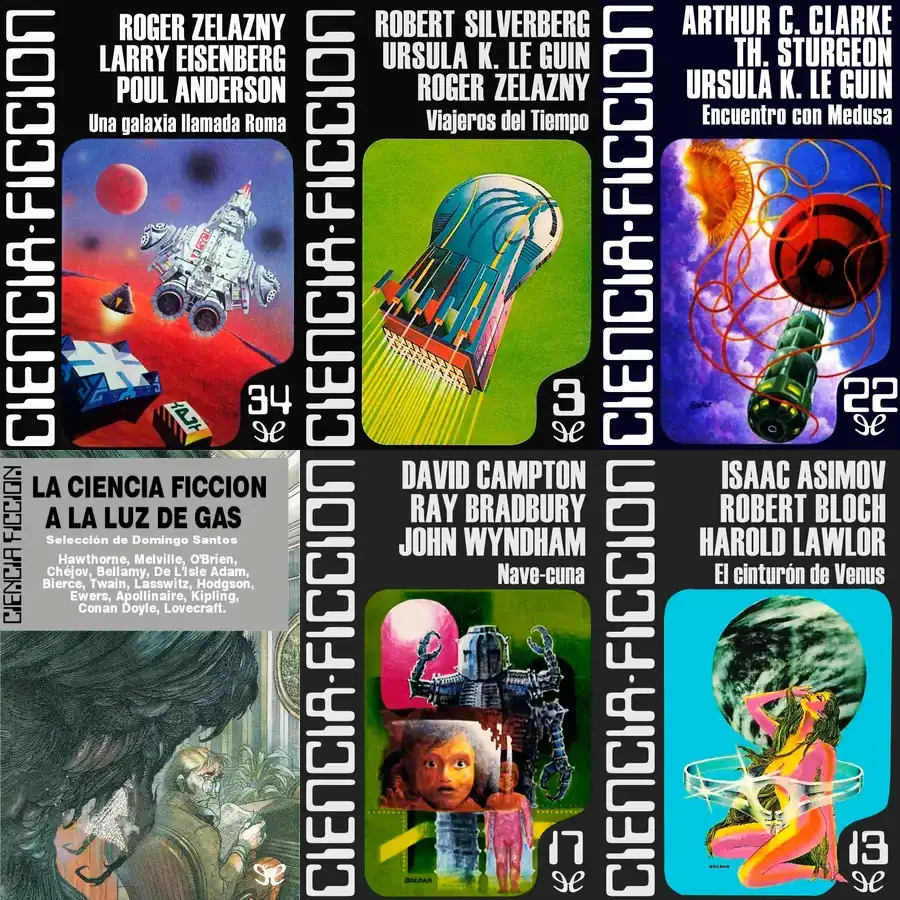 CIENCIA-FICCION
ROGER ZELAZNY
LARRY EISENBERG
POUL ANDERSON
Una galaxia llamada Roma
34
CIENCIA-FICCION
ROBERT SILVERBERG
URSULA K. LE GUIN
ROGER ZELAZNY
Viajeros del Tiempo
3
CIENCIA-FICCION
ARTHUR C. CLARKE
TH. STURGEON
URSULA K. LE GUIN
Encuentro con Medusa
22
CIENCIA FICCION
LA CIENCIA FICCION
A LA LUZ DE GAS
Selección de Domingo Santos
Hawthorne, Melville, O'Brien,
Chéjov, Bellamy, De L'Isle Adam,
Bierce, Twain, Lasswitz, Hodgson,
Ewers, Apollinaire, Kipling,
Conan Doyle, Lovecraft.
CIENCIA-FICCION
DAVID CAMPTON
RAY BRADBURY
JOHN WYNDHAM
Nave-cuna
17
CIENCIA-FICCION
ISAAC ASIMOV
ROBERT BLOCH
HAROLD LAWLOR
El cinturón de Venus
13